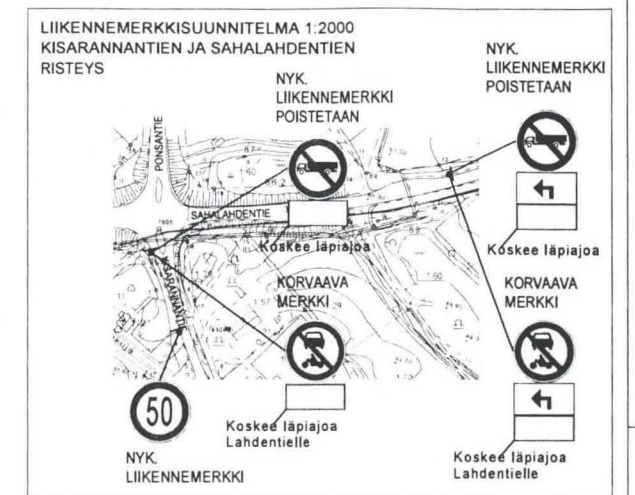 LIIKENNEMERKKISUUNNITELMA 1:2000
KISARANNANTIEN JA SAHALAHDENTIEN
RISTEYS
NYK.
LIIKENNEMERKKI
POISTETAAN
NYK.
LIIKENNEMERKKI
POISTETAAN
PONSANTIE
SAHALAHDENTIE
KISARANNANTIE
Koskee läpiajoa
Koskee läpiajoa
KORVAAVA
MERKKI
KORVAAVA
MERKKI
50
Koskee läpiajoa
Lahdentielle
Koskee läpiajoa
Lahdentielle
NYK.
LIIKENNEMERKKI